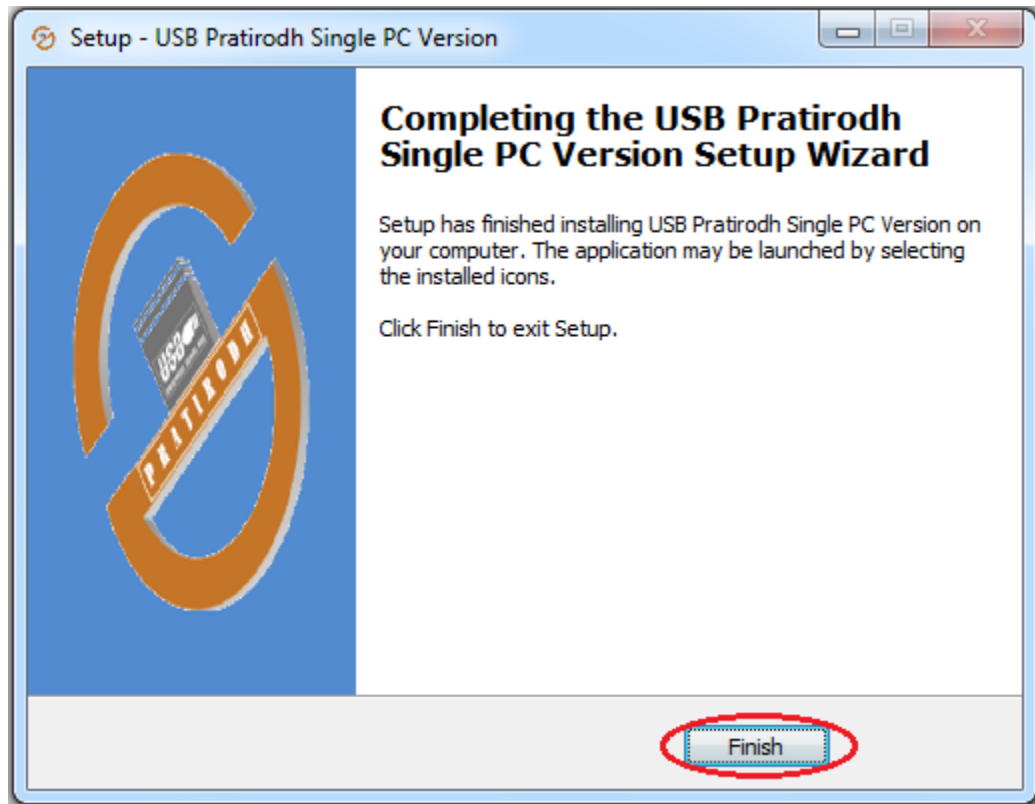 Setup - USB Pratirodh Single PC Version
Completing the USB Pratirodh
Single PC Version Setup Wizard
Setup has finished installing USB Pratirodh Single PC Version on
your computer. The application may be launched by selecting
the installed icons.
Click Finish to exit Setup.
USB
PRATIRODH
Finish